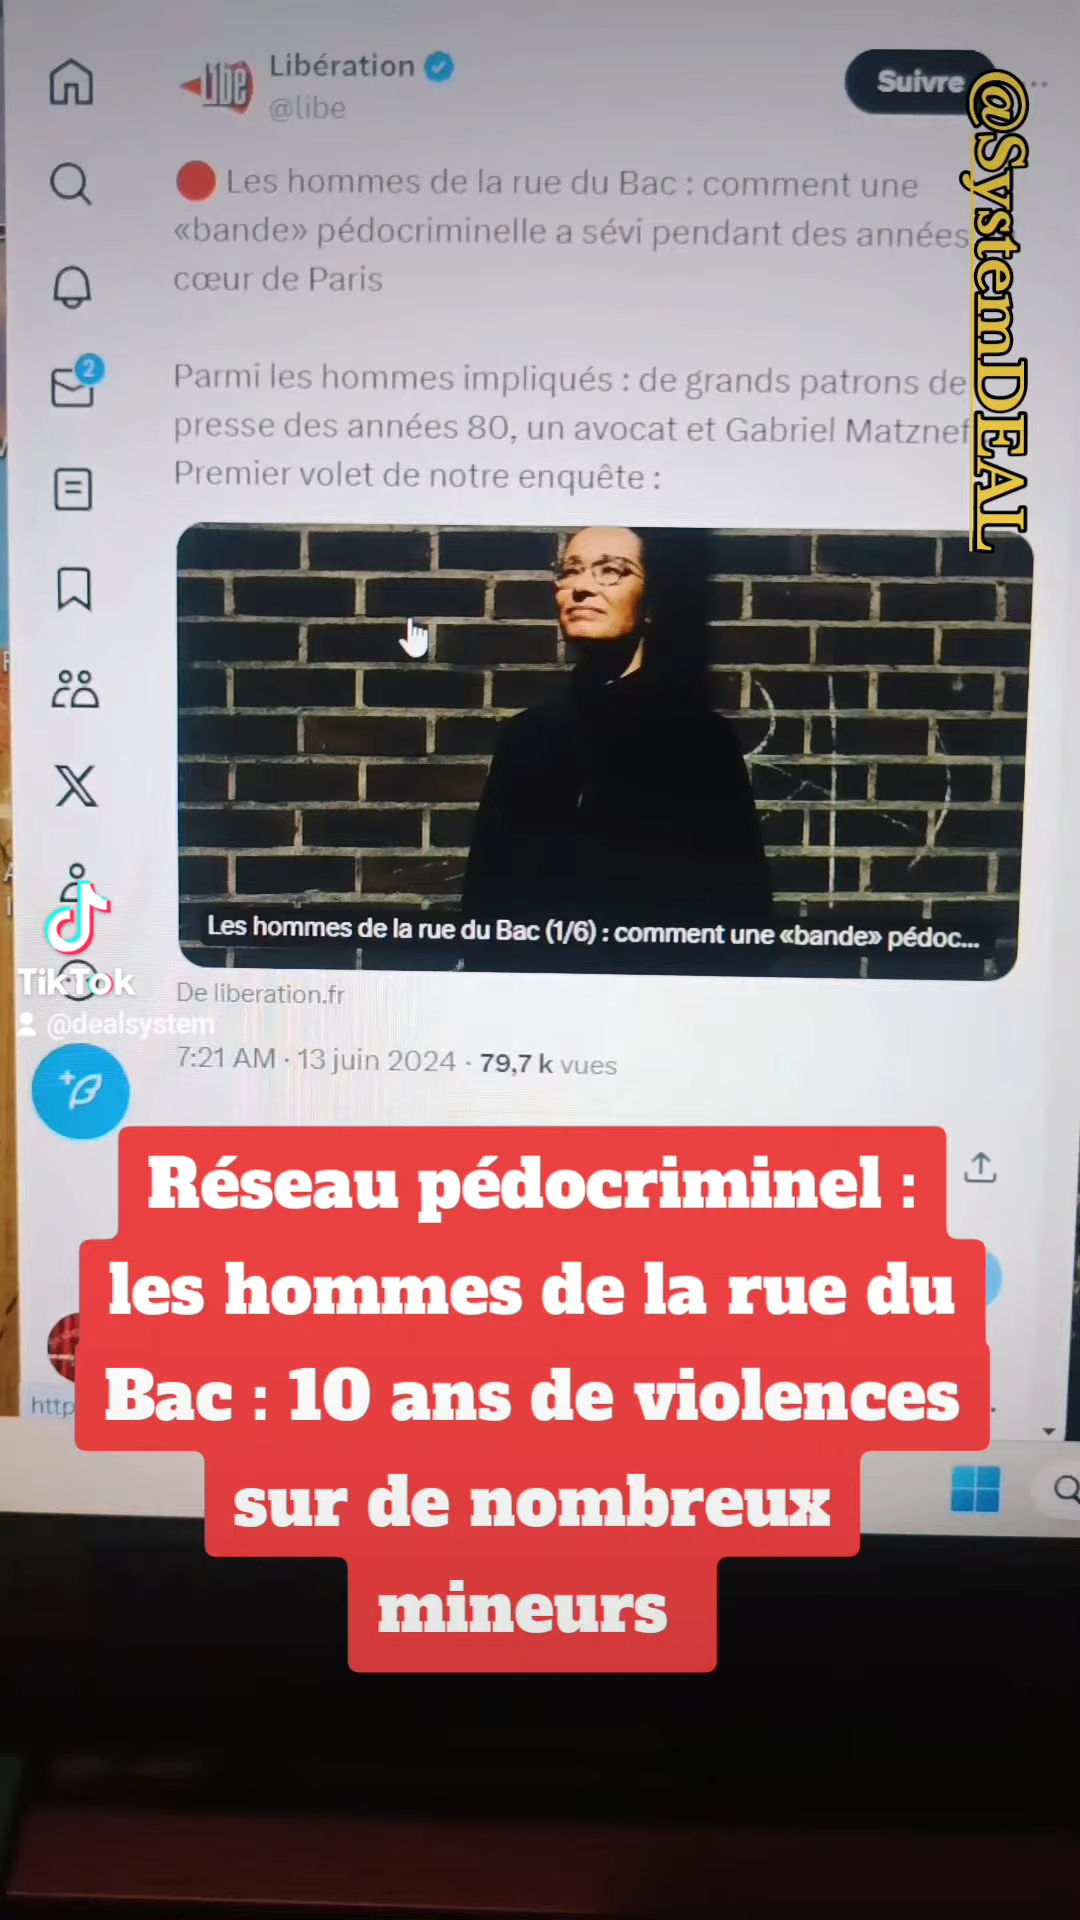 libe
Libération
@libe
Suivre
@SystemDEAL
Les hommes de la rue du Bac : comment une
«bande» pédocriminelle a sévi pendant des années
cœur de Paris
Parmi les hommes impliqués : de grands patrons de
presse des années 80, un avocat et Gabriel Matznef
Premier volet de notre enquête :
2
Les hommes de la rue du Bac (1/6) : comment une «bande» pédoc...
De liberation.fr
TikTok
@dealsystem
7:21 AM · 13 juin 2024 · 79,7 k vues
Réseau pédocriminel :
les hommes de la rue du
Bac : 10 ans de violences
sur de nombreux
mineurs
http